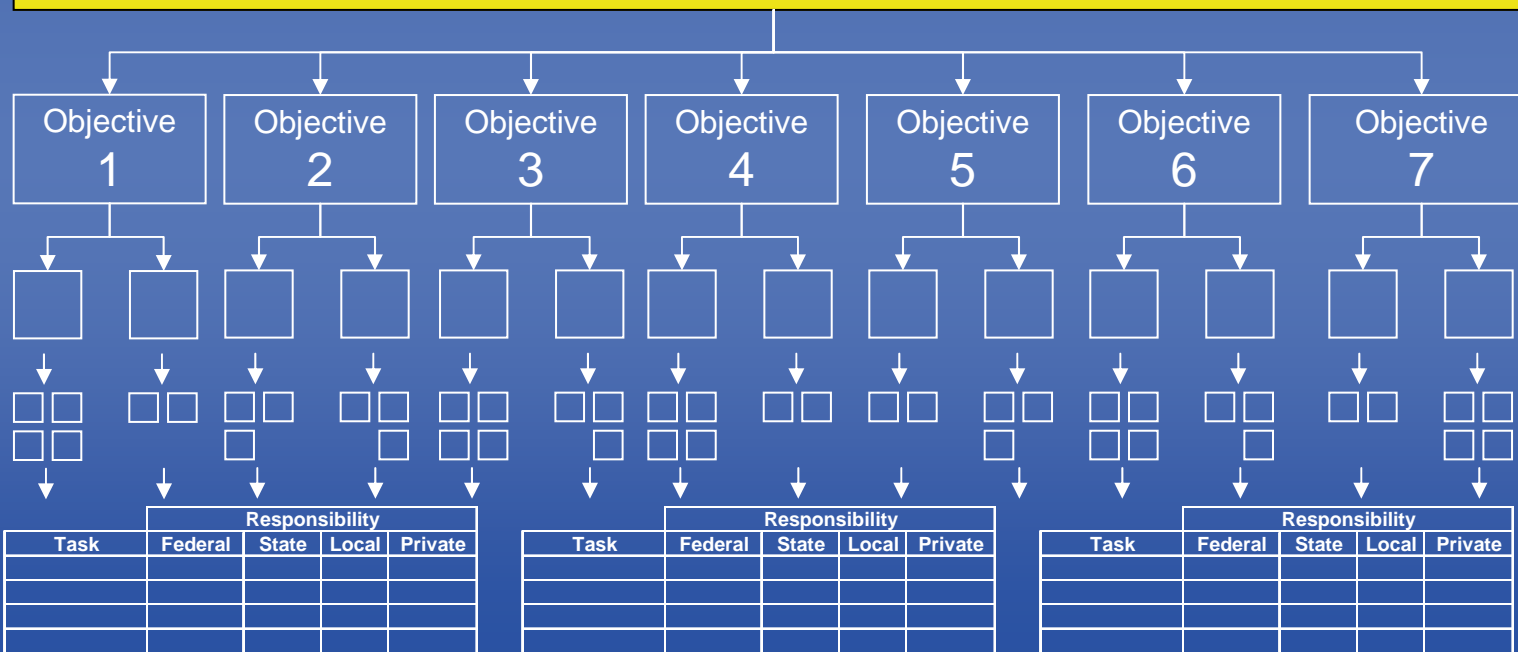 Objective
1
Objective
2
Objective
3
Objective
4
Objective
5
Objective
6
Objective
7
Responsibility
Task Federal State Local Private
Responsibility
Task Federal State Local Private
Responsibility
Task Federal State Local Private